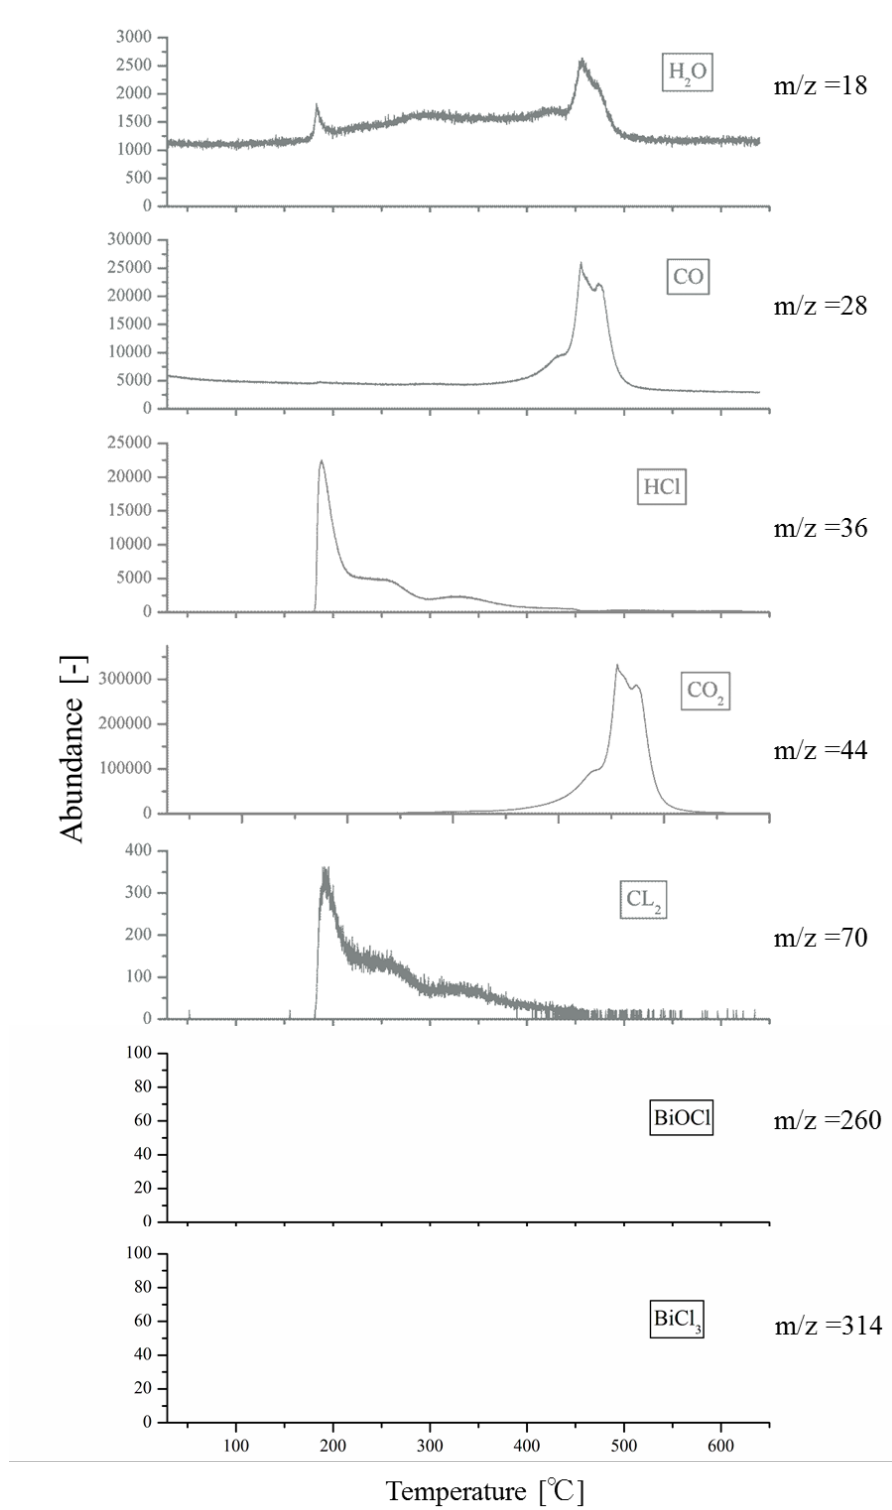 3000
2500
2000
1500
1000
500
0
H₂O
m/z =18
30000
25000
20000
15000
10000
5000
0
CO
m/z =28
25000
20000
15000
10000
5000
0
HCl
m/z =36
Abundance [-]
300000
200000
100000
0
CO₂
m/z =44
400
300
200
100
0
CL₂
m/z =70
100
80
60
40
20
0
BiOCl
m/z =260
100
80
60
40
20
0
BiCl₃
m/z =314
100 200 300 400 500 600
Temperature [℃]